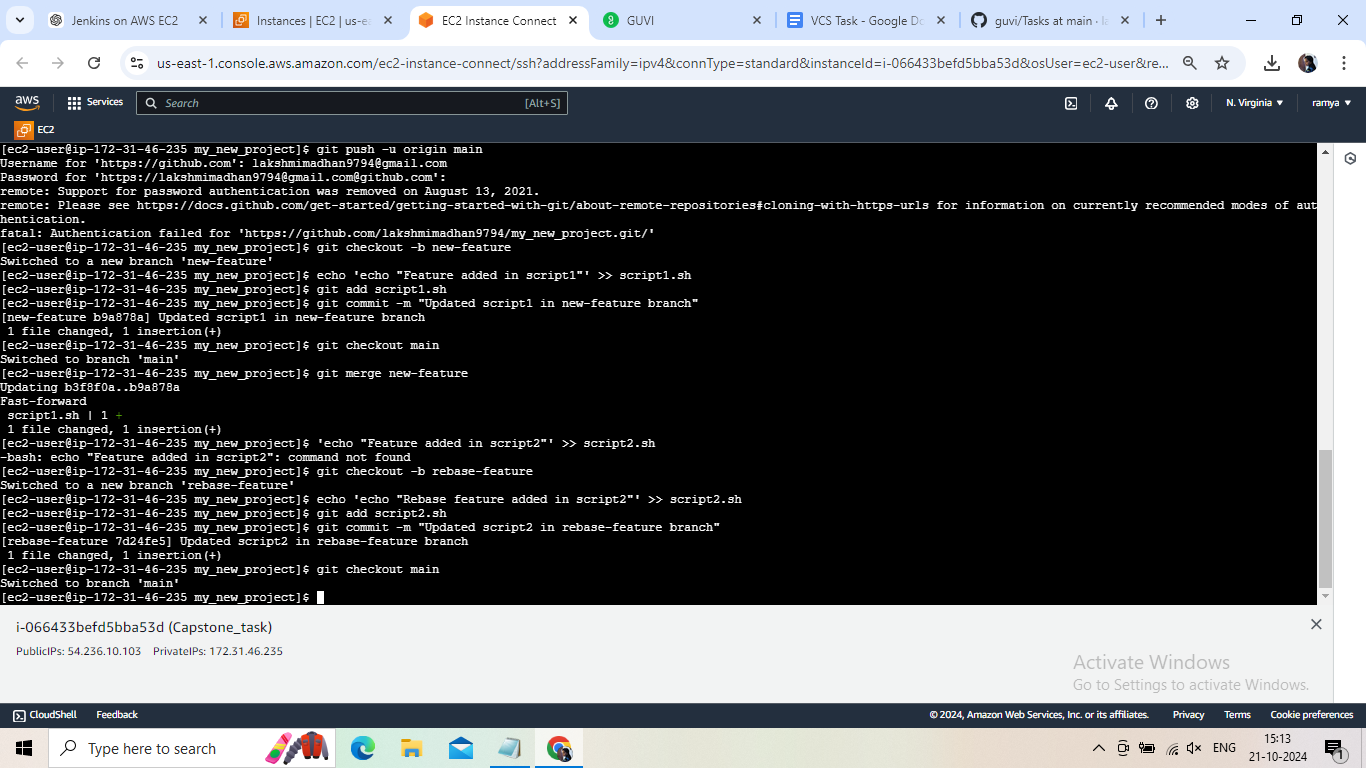 Jenkins on AWS EC2
Instances | EC2 | us-ea
EC2 Instance Connect
GUVI
VCS Task - Google Do
guvi/Tasks at main · la
us-east-1.console.aws.amazon.com/ec2-instance-connect/ssh?addressFamily=ipv4&connType=standard&instanceId=i-066433befd5bba53d&osUser=ec2-user&re...
aws
Services
Search
[Alt+S]
N. Virginia
ramya
EC2
[ec2-user@ip-172-31-46-235 my_new_project]$ git push -u origin main
Username for 'https://github.com': lakshmimadhan9794@gmail.com
Password for 'https://lakshmimadhan9794@gmail.com@github.com':
remote: Support for password authentication was removed on August 13, 2021.
remote: Please see https://docs.github.com/get-started/getting-started-with-git/about-remote-repositories#cloning-with-https-urls for information on currently recommended modes of aut
hentication.
fatal: Authentication failed for 'https://github.com/lakshmimadhan9794/my_new_project.git/'
[ec2-user@ip-172-31-46-235 my_new_project]$ git checkout -b new-feature
Switched to a new branch 'new-feature'
[ec2-user@ip-172-31-46-235 my_new_project]$ echo 'echo "Feature added in script1"' >> script1.sh
[ec2-user@ip-172-31-46-235 my_new_project]$ git add script1.sh
[ec2-user@ip-172-31-46-235 my_new_project]$ git commit -m "Updated script1 in new-feature branch"
[new-feature b9a878a] Updated script1 in new-feature branch
1 file changed, 1 insertion(+)
[ec2-user@ip-172-31-46-235 my_new_project]$ git checkout main
Switched to branch 'main'
[ec2-user@ip-172-31-46-235 my_new_project]$ git merge new-feature
Updating b3f8f0a..b9a878a
Fast-forward
script1.sh | 1 +
1 file changed, 1 insertion(+)
[ec2-user@ip-172-31-46-235 my_new_project]$ 'echo "Feature added in script2"' >> script2.sh
-bash: echo "Feature added in script2": command not found
[ec2-user@ip-172-31-46-235 my_new_project]$ git checkout -b rebase-feature
Switched to a new branch 'rebase-feature'
[ec2-user@ip-172-31-46-235 my_new_project]$ echo 'echo "Rebase feature added in script2"' >> script2.sh
[ec2-user@ip-172-31-46-235 my_new_project]$ git add script2.sh
[ec2-user@ip-172-31-46-235 my_new_project]$ git commit -m "Updated script2 in rebase-feature branch"
[rebase-feature 7d24fe5] Updated script2 in rebase-feature branch
1 file changed, 1 insertion(+)
[ec2-user@ip-172-31-46-235 my_new_project]$ git checkout main
Switched to branch 'main'
[ec2-user@ip-172-31-46-235 my_new_project]$
i-066433befd5bba53d (Capstone_task)
PublicIPs: 54.236.10.103 PrivateIPs: 172.31.46.235
Activate Windows
Go to Settings to activate Windows.
CloudShell
Feedback
© 2024, Amazon Web Services, Inc. or its affiliates.
Privacy
Terms
Cookie preferences
Type here to search
ENG
15:13
21-10-2024
1